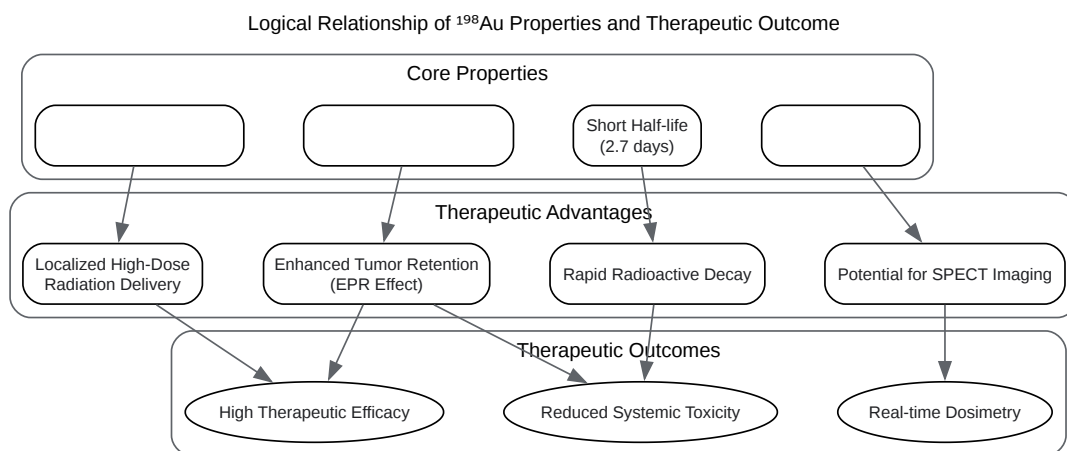 Logical Relationship of ¹⁹⁸Au Properties and Therapeutic Outcome
Core Properties
Short Half-life
(2.7 days)
Therapeutic Advantages
Localized High-Dose
Radiation Delivery
Enhanced Tumor Retention
(EPR Effect)
Rapid Radioactive Decay
Potential for SPECT Imaging
Therapeutic Outcomes
High Therapeutic Efficacy
Reduced Systemic Toxicity
Real-time Dosimetry